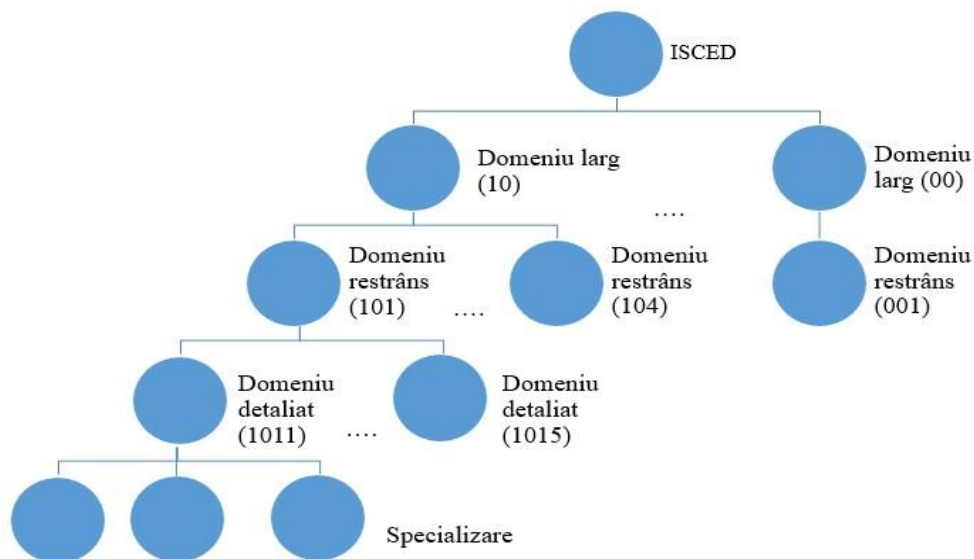 ISCED
Domeniu larg
(10)
....
Domeniu
larg (00)
Domeniu
restrâns
(101)
....
Domeniu
restrâns
(104)
Domeniu
restrâns
(001)
Domeniu
detaliat
(1011)
....
Domeniu
detaliat
(1015)
Specializare